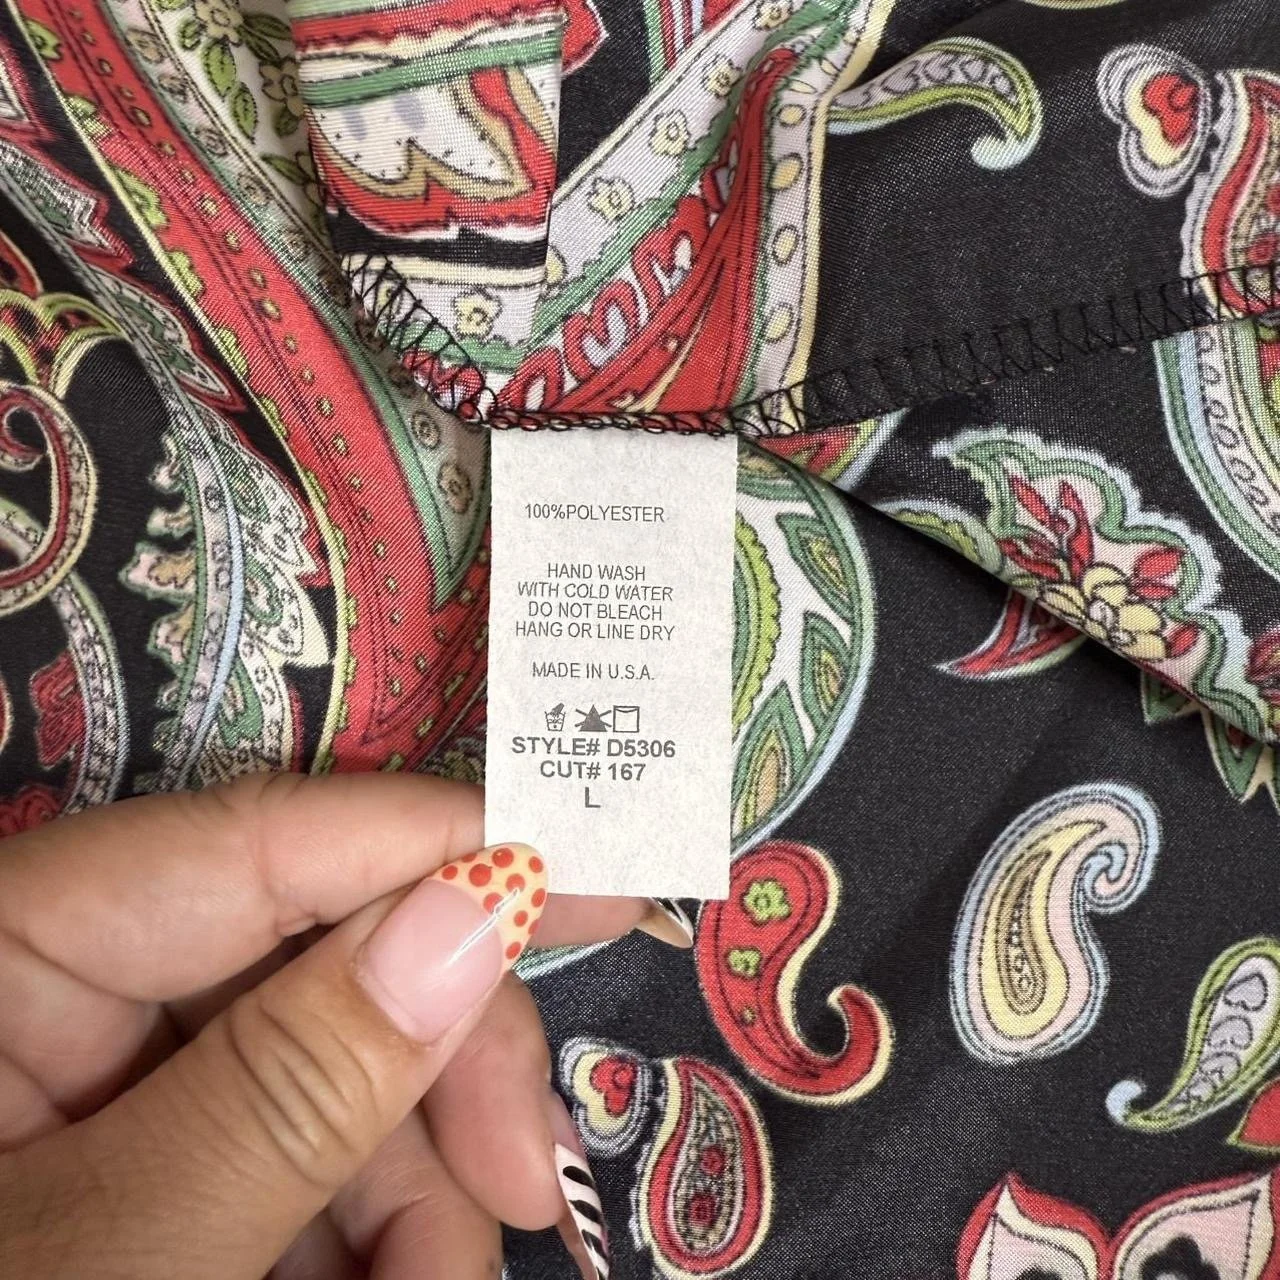 100%POLYESTER
HAND WASH
WITH COLD WATER
DO NOT BLEACH
HANG OR LINE DRY
MADE IN U.S.A.
STYLE# D5306
CUT# 167
L